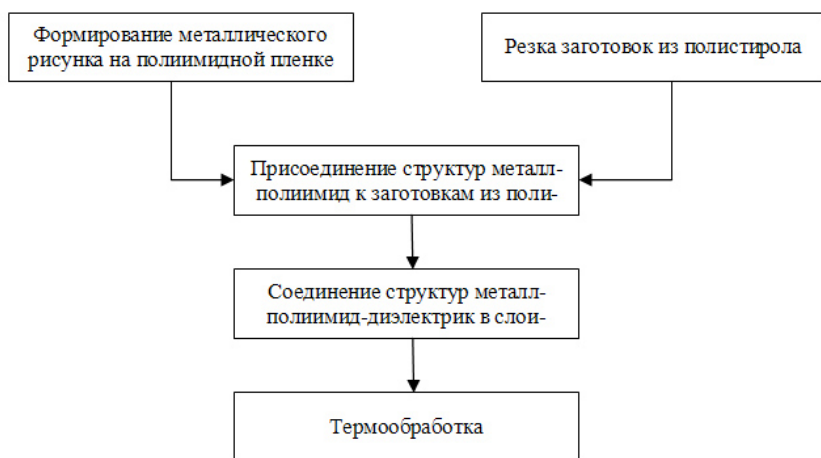 Формирование металлического
рисунка на полиимидной пленке
Резка заготовок из полистирола
Присоединение структур металл-
полиимид к заготовкам из поли-
Соединение структур металл-
полиимид-диэлектрик в слои-
Термообработка